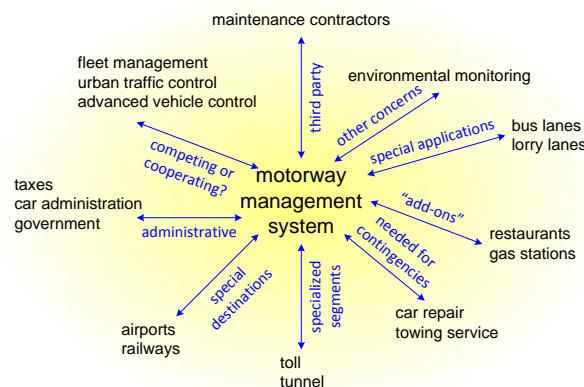 maintenance contractors
fleet management
urban traffic control
advanced vehicle control
third party
environmental monitoring
other concerns
special applications
bus lanes
lorry lanes
competing or
cooperating?
motorway
management
system
taxes
car administration
government
administrative
"add-ons"
restaurants
gas stations
needed for
contingencies
special
destinations
specialized
segments
airports
railways
toll
tunnel
car repair
towing service